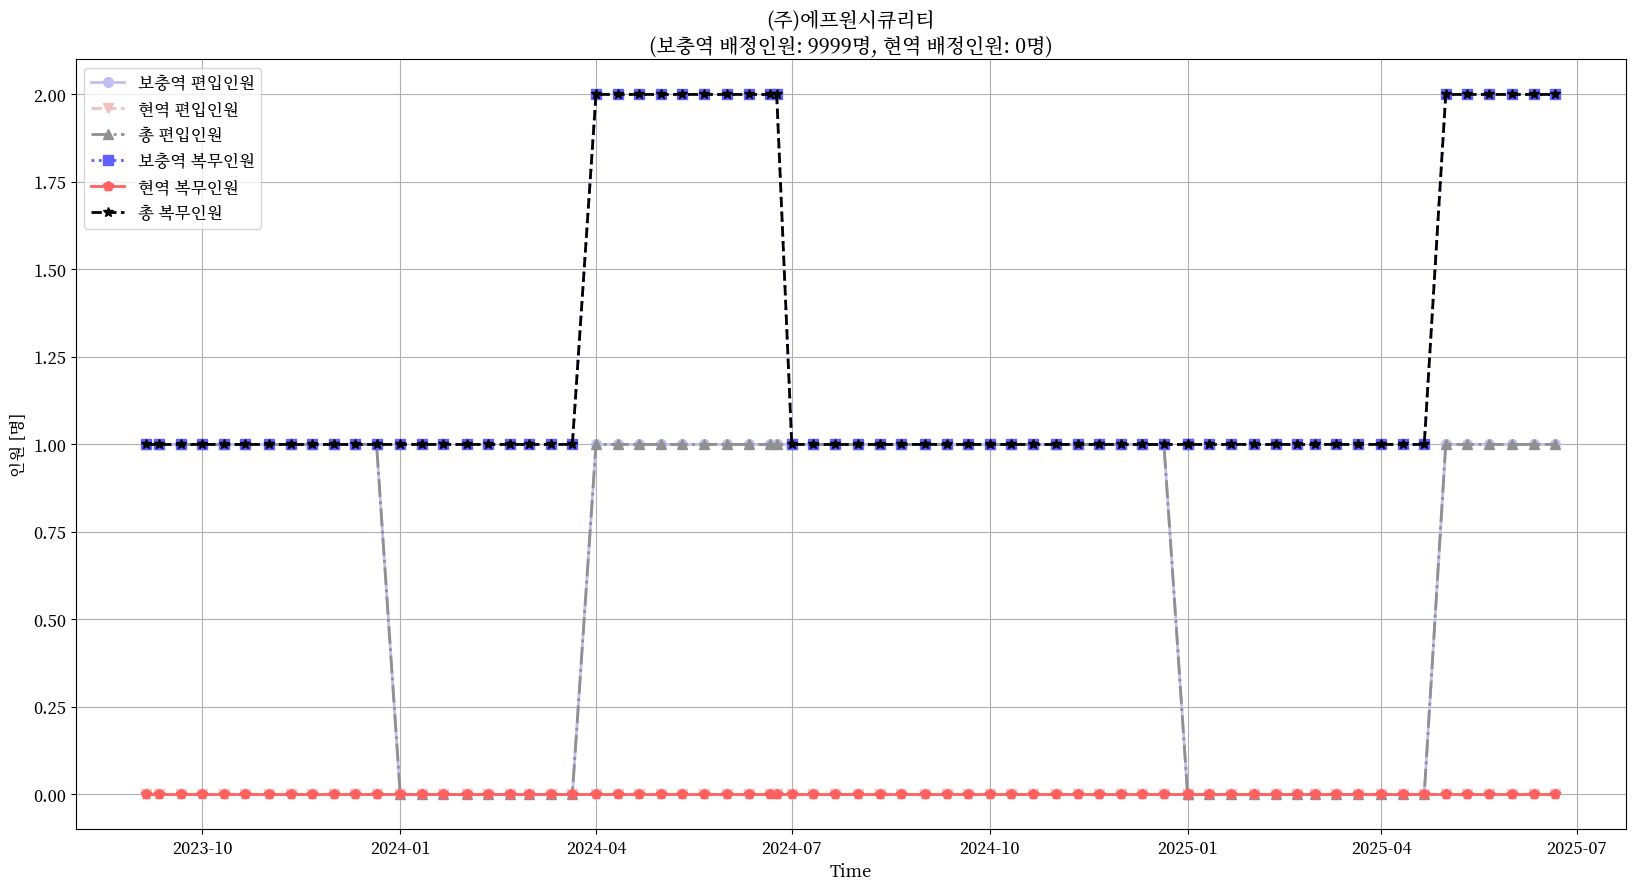 (주)에프원시큐리티
(보충역 배정인원: 9999명, 현역 배정인원: 0명)
보충역 편입인원
현역 편입인원
총 편입인원
보충역 복무인원
현역 복무인원
총 복무인원
인원 [명]
2.00
1.75
1.50
1.25
1.00
0.75
0.50
0.25
0.00
2023-10
2024-01
2024-04
2024-07
2024-10
2025-01
2025-04
2025-07
Time